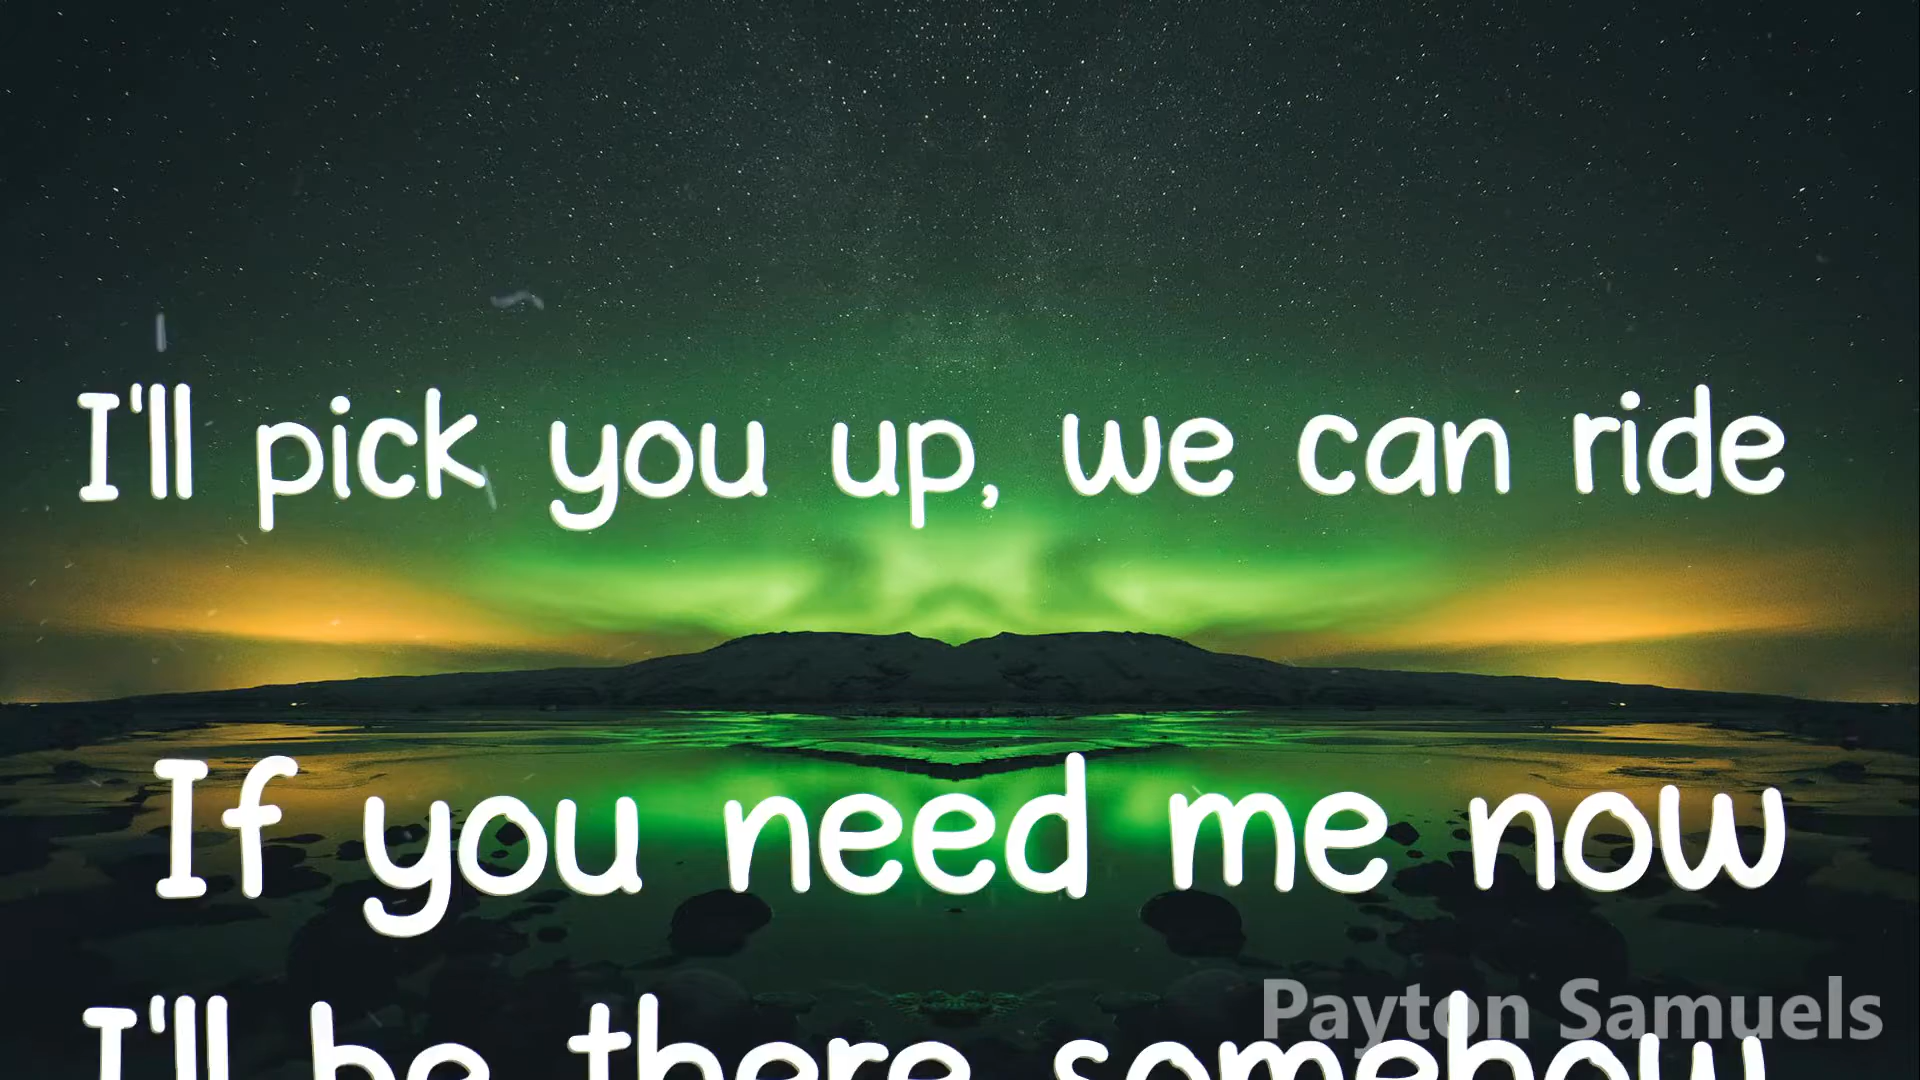 I'll pick you up, we can ride
If you need me now
I'll be there somehow
Payton Samuels